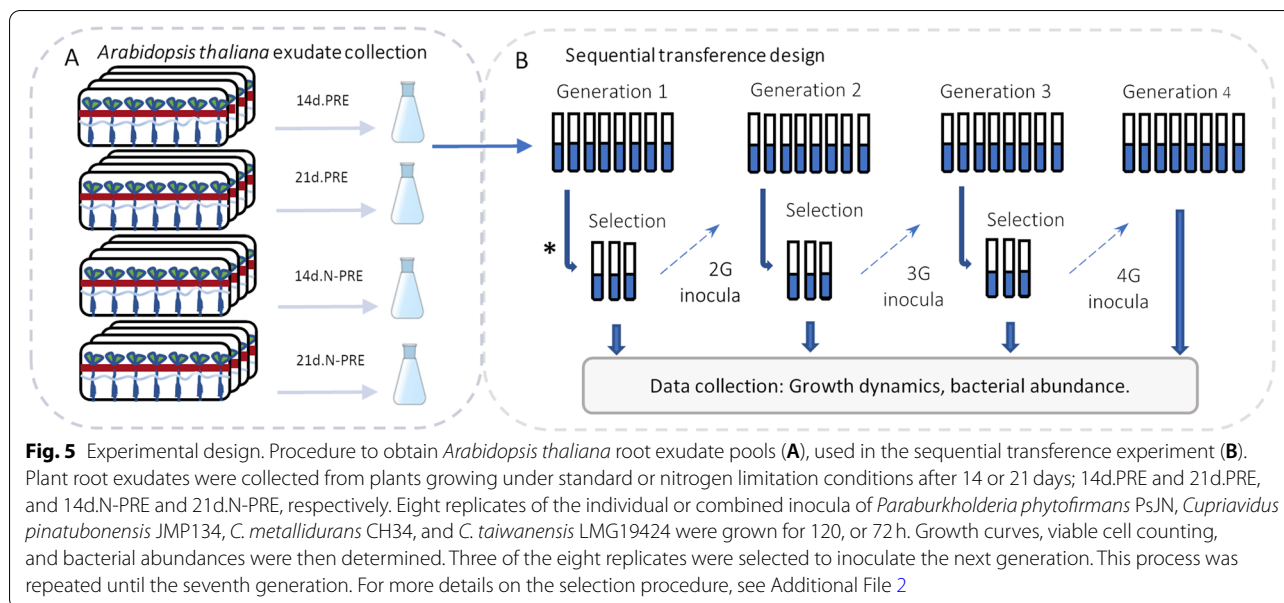 A
Arabidopsis thaliana exudate collection
14d.PRE
21d.PRE
14d.N-PRE
21d.N-PRE
B
Sequential transference design
Generation 1
Generation 2
Generation 3
Generation 4
*
Selection
2G
inocula
Selection
3G
inocula
Selection
4G
inocula
Data collection: Growth dynamics, bacterial abundance.
Fig. 5 Experimental design. Procedure to obtain Arabidopsis thaliana root exudate pools (A), used in the sequential transference experiment (B).
Plant root exudates were collected from plants growing under standard or nitrogen limitation conditions after 14 or 21 days; 14d.PRE and 21d.PRE,
and 14d.N-PRE and 21d.N-PRE, respectively. Eight replicates of the individual or combined inocula of Paraburkholderia phytofirmans PsJN, Cupriavidus
pinatubonensis JMP134, C. metallidurans CH34, and C. taiwanensis LMG19424 were grown for 120, or 72 h. Growth curves, viable cell counting,
and bacterial abundances were then determined. Three of the eight replicates were selected to inoculate the next generation. This process was
repeated until the seventh generation. For more details on the selection procedure, see Additional File 2